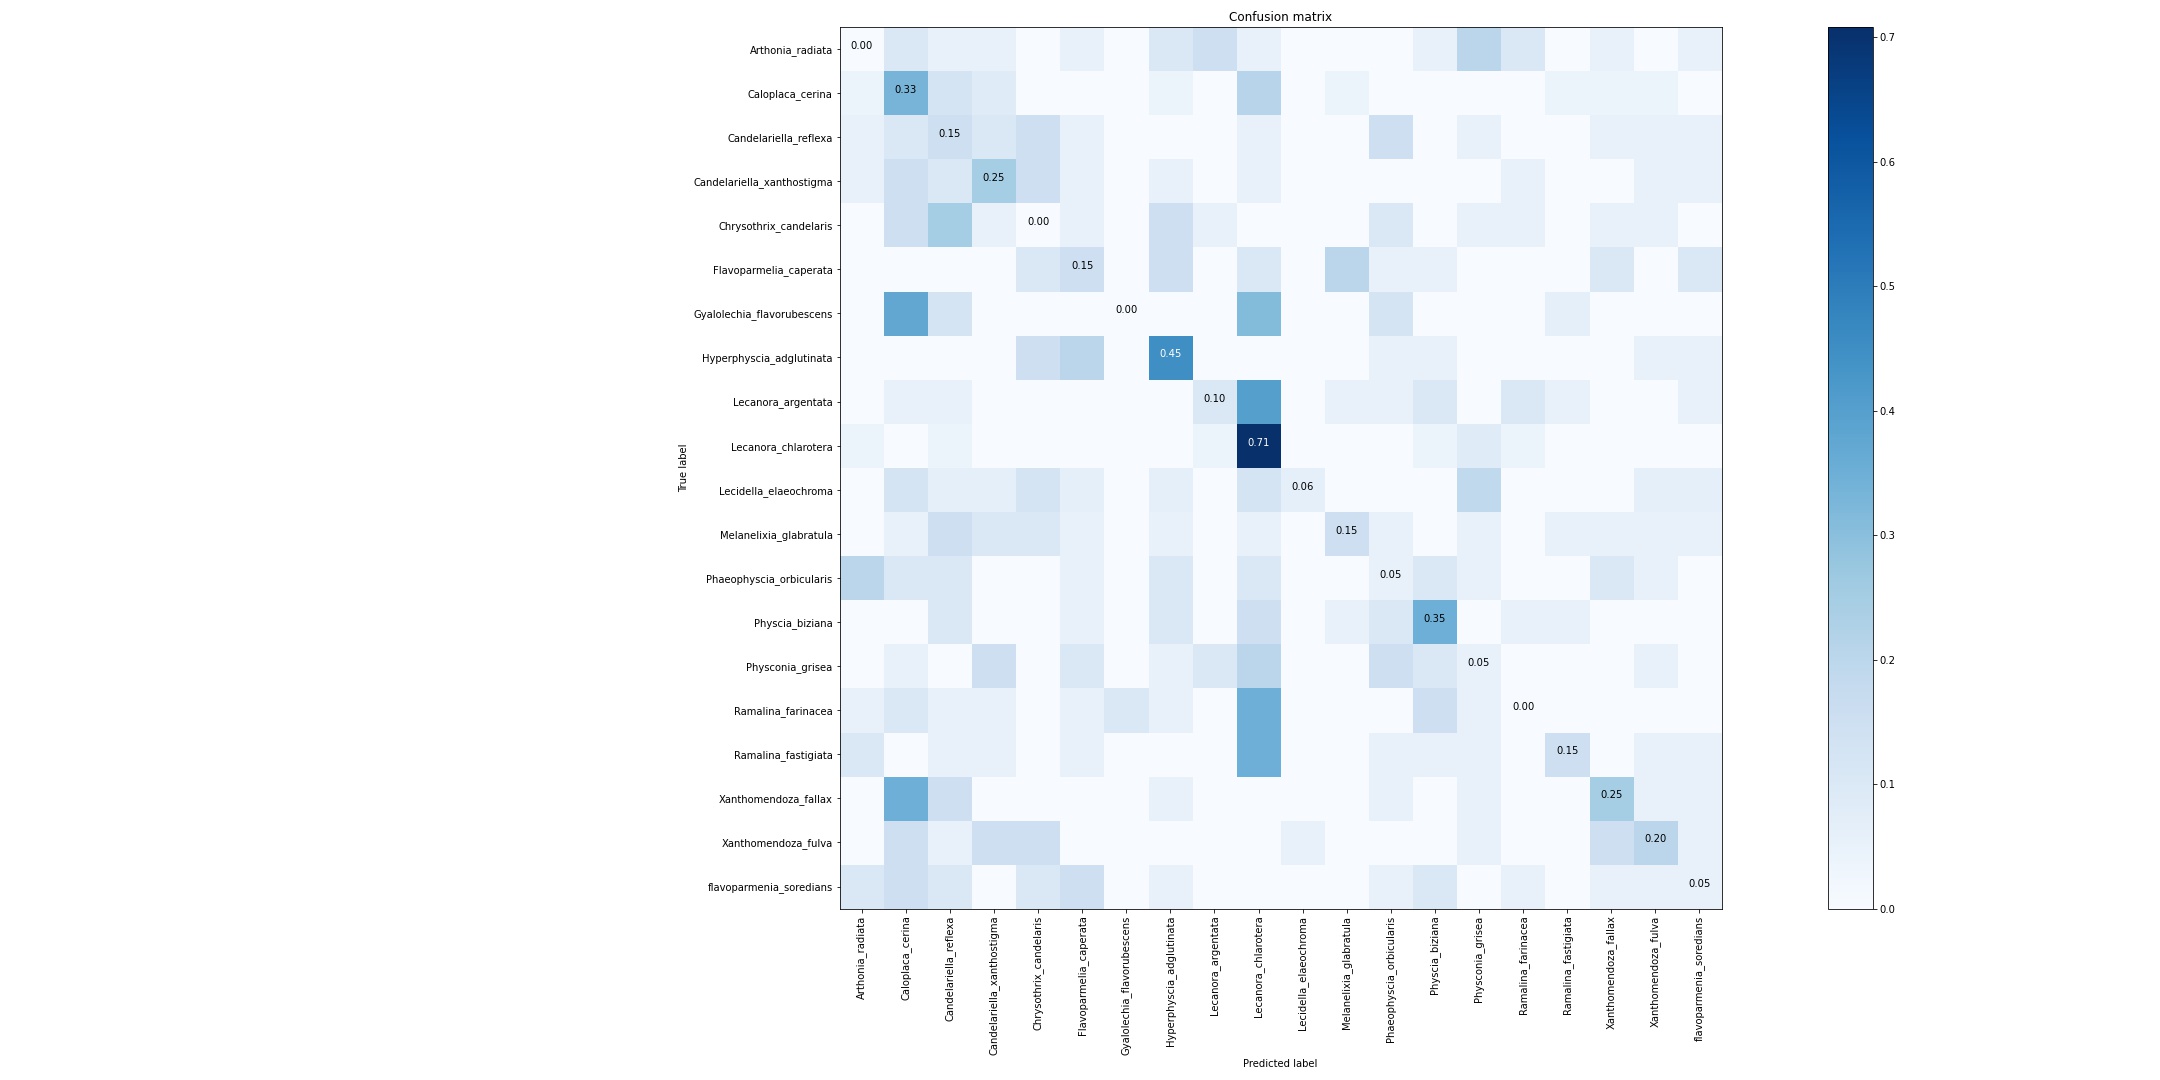 Confusion matrix
Arthonia_radiata
Caloplaca_cerina
Candelariella_reflexa
Candelariella_xanthostigma
Chrysothrix_candelaris
Flavoparmelia_caperata
Gyalolechia_flavorubescens
Hyperphyscia_adglutinata
Lecanora_argentata
Lecanora_chlarotera
Lecidella_elaeochroma
Melanelixia_glabratula
Phaeophyscia_orbicularis
Physcia_biziana
Physconia_grisea
Ramalina_farinacea
Ramalina_fastigiata
Xanthomendoza_fallax
Xanthomendoza_fulva
flavoparmenia_soredians
True label
0.00
0.33
0.15
0.25
0.00
0.15
0.00
0.45
0.10
0.71
0.06
0.15
0.05
0.35
0.05
0.00
0.15
0.25
0.20
0.05
Arthonia_radiata
Caloplaca_cerina
Candelariella_reflexa
Candelariella_xanthostigma
Chrysothrix_candelaris
Flavoparmelia_caperata
Gyalolechia_flavorubescens
Hyperphyscia_adglutinata
Lecanora_argentata
Lecanora_chlarotera
Lecidella_elaeochroma
Melanelixia_glabratula
Phaeophyscia_orbicularis
Physcia_biziana
Physconia_grisea
Ramalina_farinacea
Ramalina_fastigiata
Xanthomendoza_fallax
Xanthomendoza_fulva
flavoparmenia_soredians
Predicted label
0.7
0.6
0.5
0.4
0.3
0.2
0.1
0.0